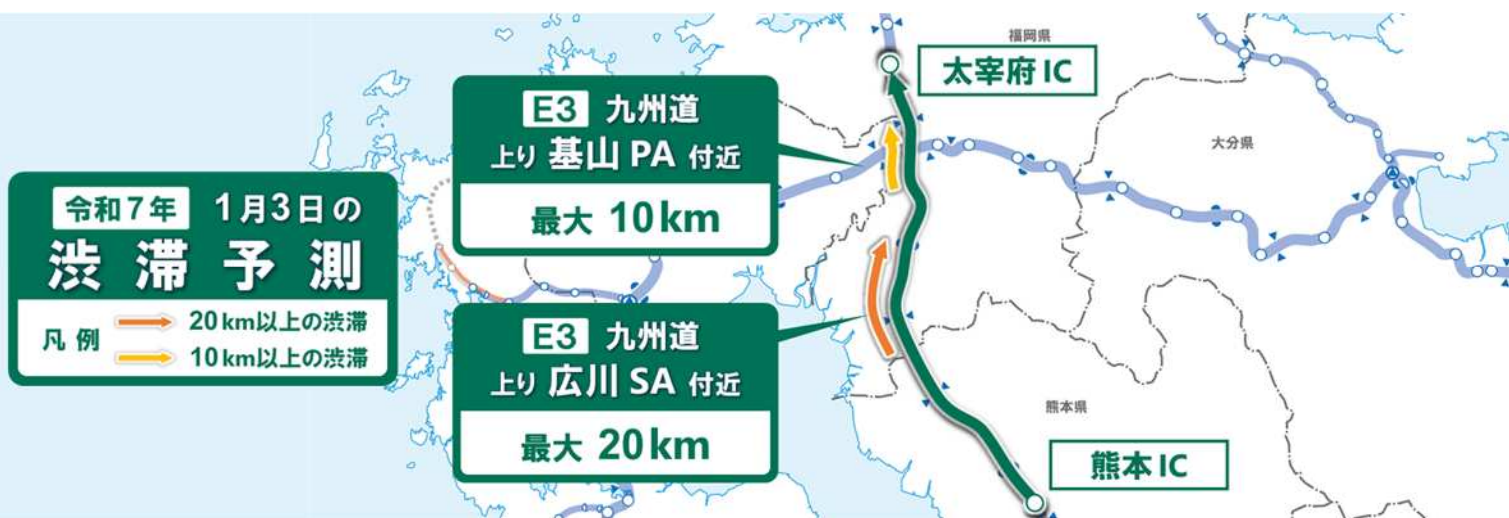 令和7年 1月3日の
渋滞予測
凡例
20km以上の渋滞
10km以上の渋滞
E3 九州道
上り 基山 PA 付近
最大 10km
E3 九州道
上り 広川 SA 付近
最大 20km
福岡県
太宰府 IC
大分県
熊本県
熊本 IC